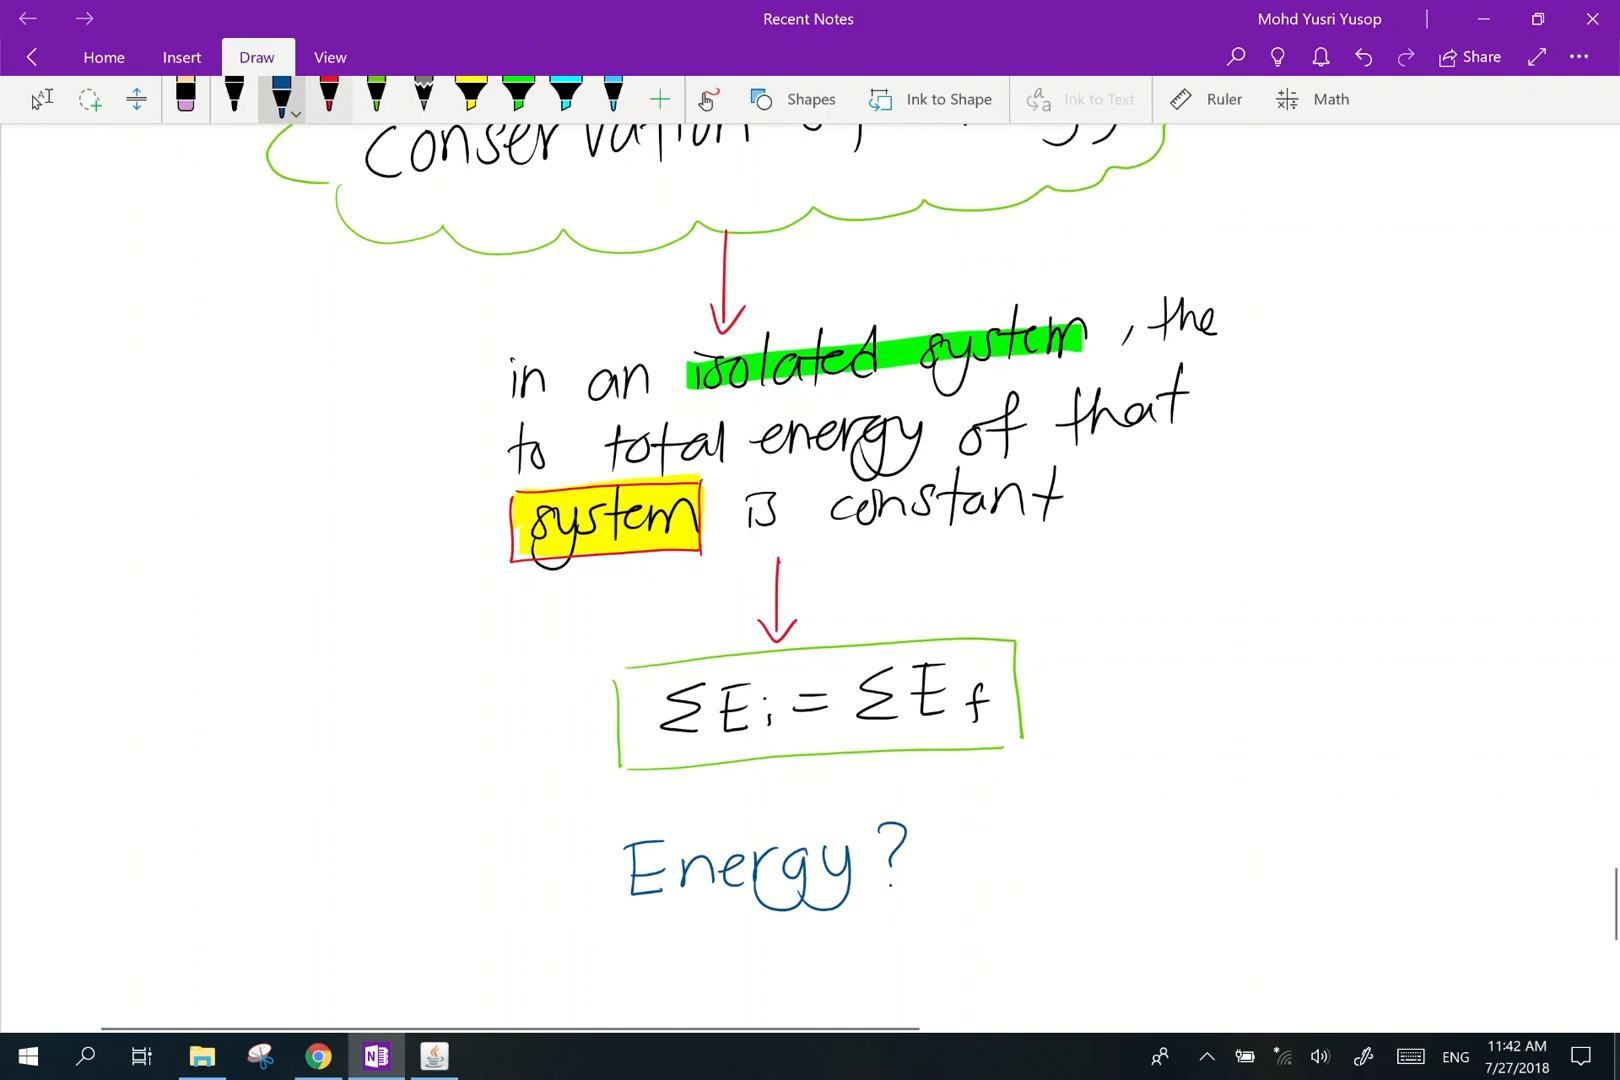 Recent Notes
Mohd Yusri Yusop
Home Insert Draw View
Share
Shapes Ink to Shape Ink to Text Ruler Math
conservation
in an isolated system, the
to total energy of that
system is constant
ΣEi = ΣEf
Energy?
ENG
11:42 AM
7/27/2018